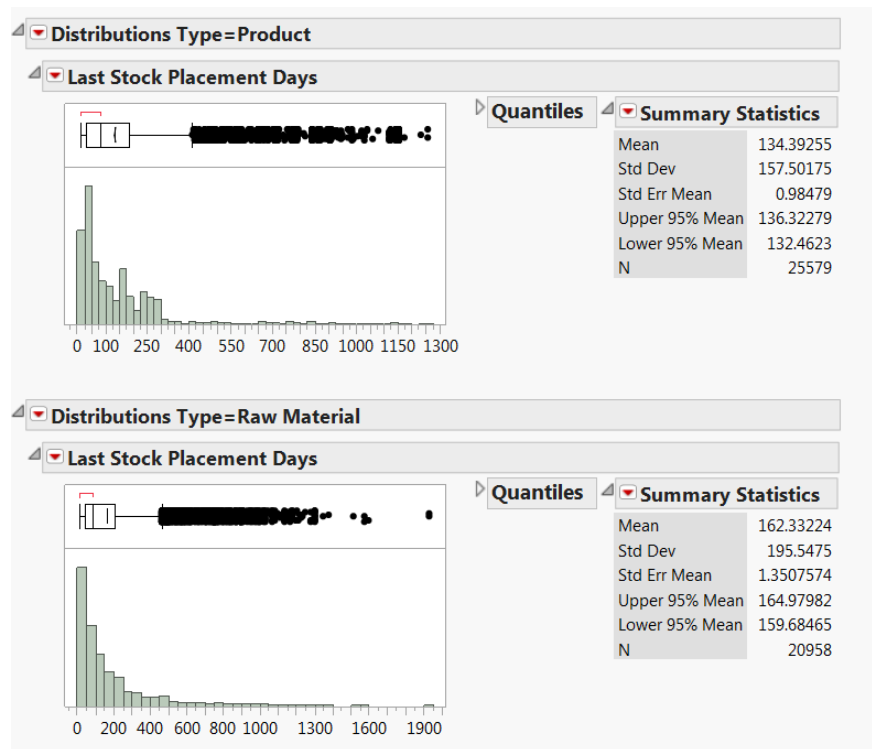 Distributions Type=Product
Last Stock Placement Days
Quantiles
Summary Statistics
Mean 134.39255
Std Dev 157.50175
Std Err Mean 0.98479
Upper 95% Mean 136.32279
Lower 95% Mean 132.4623
N 25579
0 100 250 400 550 700 850 1000 1150 1300
Distributions Type=Raw Material
Last Stock Placement Days
Quantiles
Summary Statistics
Mean 162.33224
Std Dev 195.5475
Std Err Mean 1.3507574
Upper 95% Mean 164.97982
Lower 95% Mean 159.68465
N 20958
0 200 400 600 800 1000 1300 1600 1900